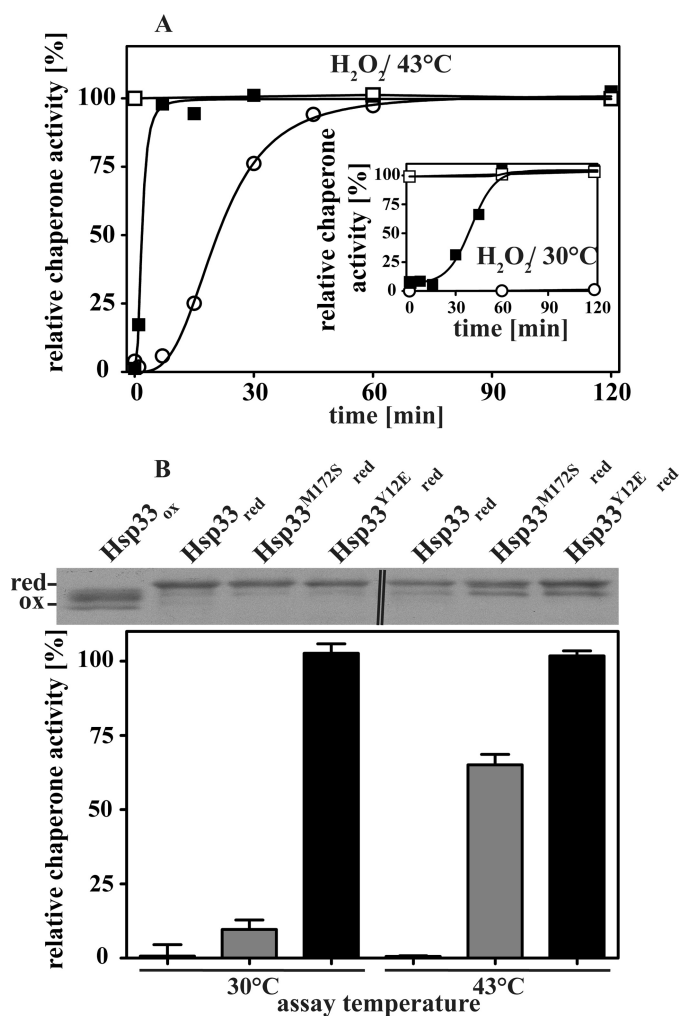 A
H2O2/ 43°C
relative chaperone activity [%]
100
75
50
25
0
0 30 60 90 120
time [min]
relative chaperone
activity [%]
100
75
50
25
0
H2O2/ 30°C
0 30 60 90 120
time [min]
B
Hsp33ox
Hsp33red
Hsp33M172S red
Hsp33Y12E red
Hsp33red
Hsp33M172S red
Hsp33Y12E red
red
ox
relative chaperone activity [%]
100
75
50
25
0
30°C 43°C
assay temperature